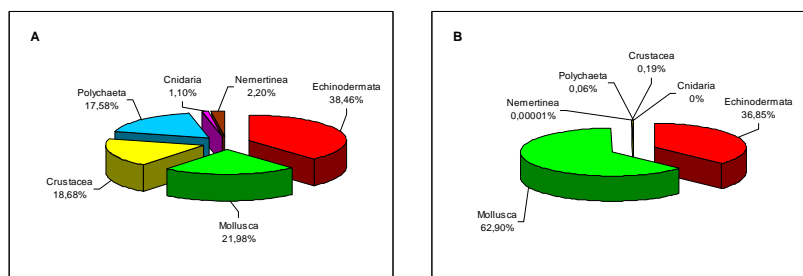 A
Cnidaria
1,10%
Nemertinea
2,20%
Echinodermata
38,46%
Polychaeta
17,58%
Crustacea
18,68%
Mollusca
21,98%
B
Crustacea
0,19%
Polychaeta
0,06%
Cnidaria
0%
Nemertinea
0,00001%
Echinodermata
36,85%
Mollusca
62,90%